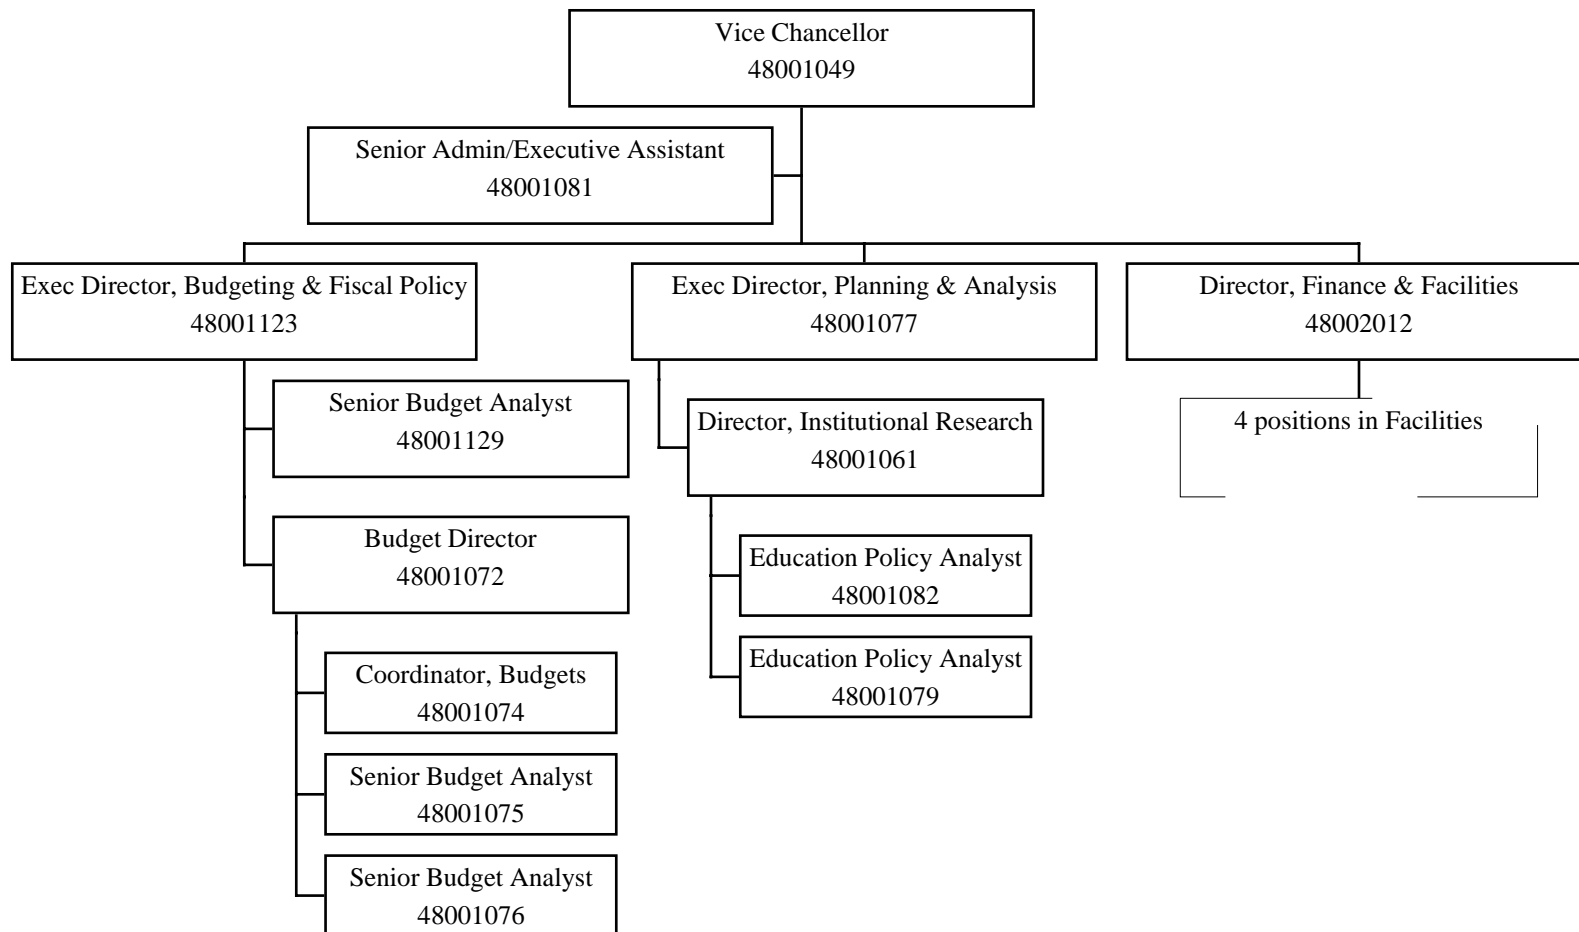 Vice Chancellor
48001049
Senior Admin/Executive Assistant
48001081
Exec Director, Budgeting & Fiscal Policy
48001123
Senior Budget Analyst
48001129
Budget Director
48001072
Coordinator, Budgets
48001074
Senior Budget Analyst
48001075
Senior Budget Analyst
48001076
Exec Director, Planning & Analysis
48001077
Director, Institutional Research
48001061
Education Policy Analyst
48001082
Education Policy Analyst
48001079
Director, Finance & Facilities
48002012
4 positions in Facilities